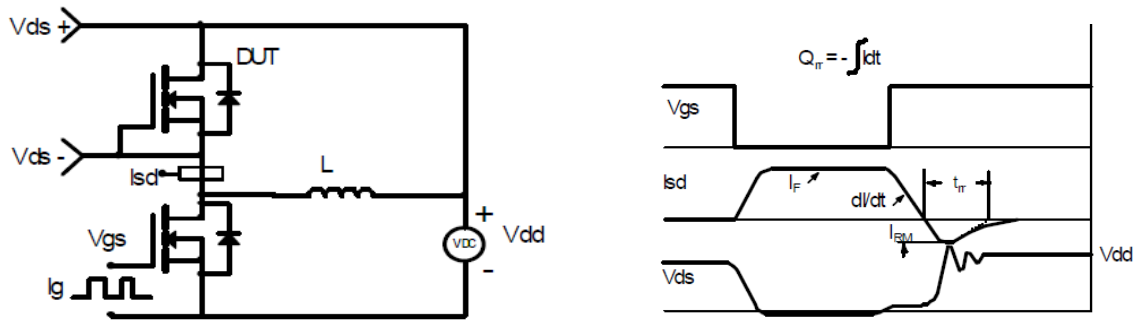 Vds +
DUT
Vds -
Isd
L
Vgs
Ig
+
VDC
-
Vdd
Qrr = - ∫ Idt
Vgs
Isd
IF
dI/dt
trr
IRM
Vdd
Vds